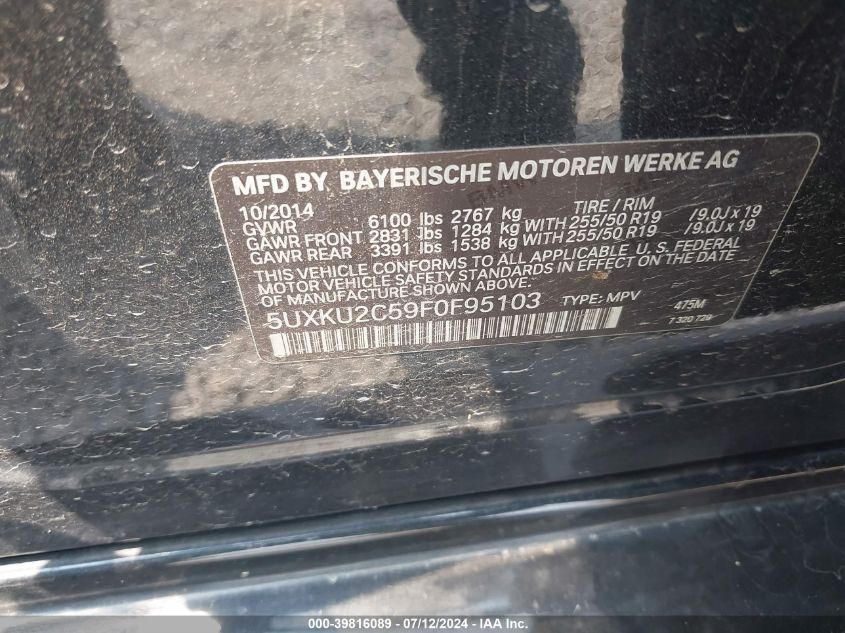 MFD BY BAYERISCHE MOTOREN WERKE AG
10/2014 TIRE / RIM
GVWR 6100 lbs 2767 kg
GAWR FRONT 2831 lbs 1284 kg WITH 255/50 R19 /9.0J x 19
GAWR REAR 3391 lbs 1538 kg WITH 255/50 R19 /9.0J x 19
THIS VEHICLE CONFORMS TO ALL APPLICABLE U. S. FEDERAL
MOTOR VEHICLE SAFETY STANDARDS IN EFFECT ON THE DATE
OF MANUFACTURE SHOWN ABOVE.
5UXKU2C59F0F95103 TYPE: MPV 475M
7 320 729
000-39816089 - 07/12/2024 - IAA Inc.